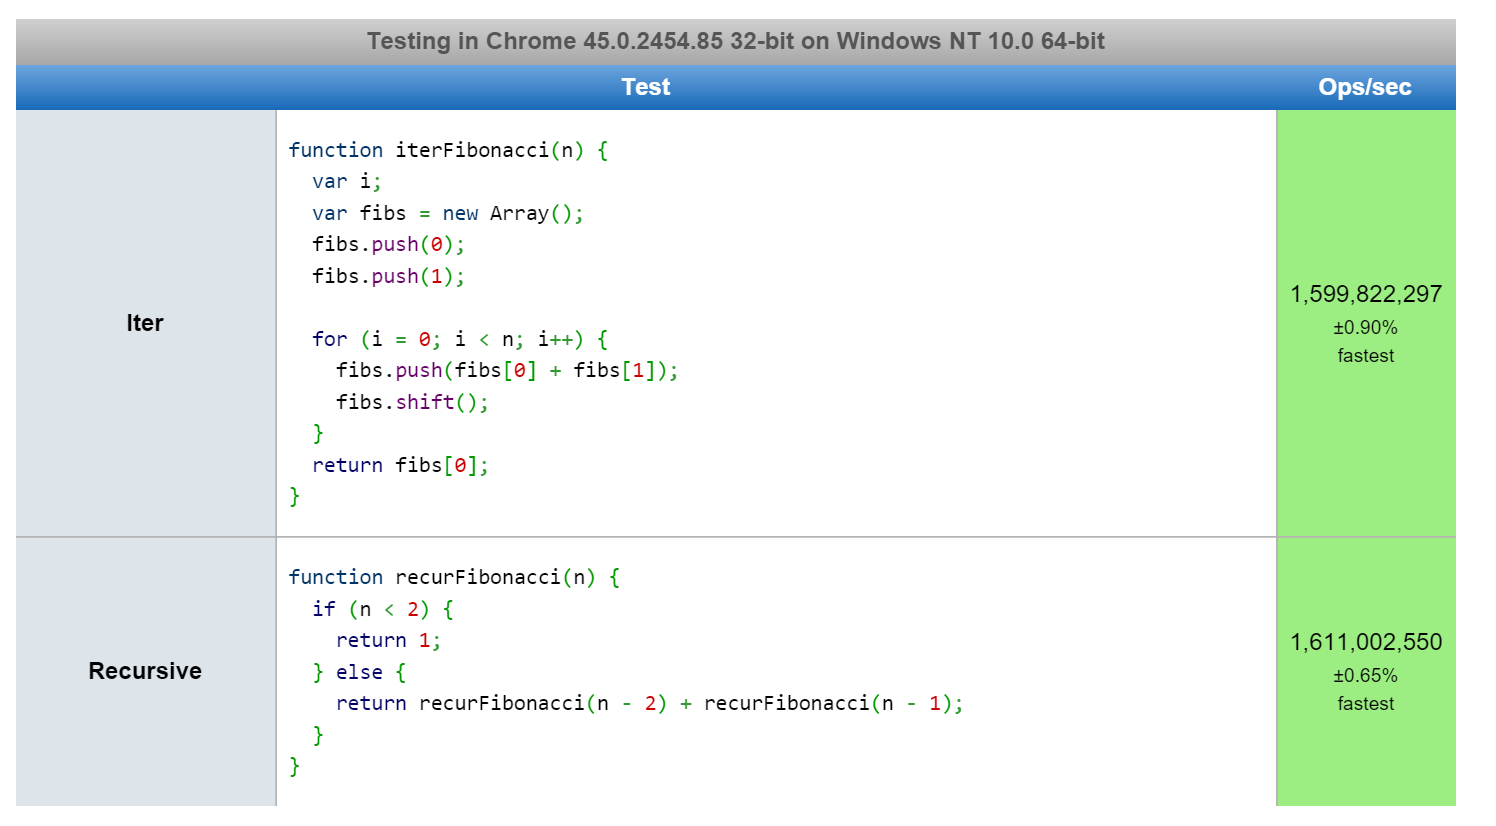 Testing in Chrome 45.0.2454.85 32-bit on Windows NT 10.0 64-bit
Test
Ops/sec
Iter
function iterFibonacci(n) {
  var i;
  var fibs = new Array();
  fibs.push(0);
  fibs.push(1);

  for (i = 0; i < n; i++) {
    fibs.push(fibs[0] + fibs[1]);
    fibs.shift();
  }
  return fibs[0];
}
1,599,822,297
±0.90%
fastest
Recursive
function recurFibonacci(n) {
  if (n < 2) {
    return 1;
  } else {
    return recurFibonacci(n - 2) + recurFibonacci(n - 1);
  }
}
1,611,002,550
±0.65%
fastest